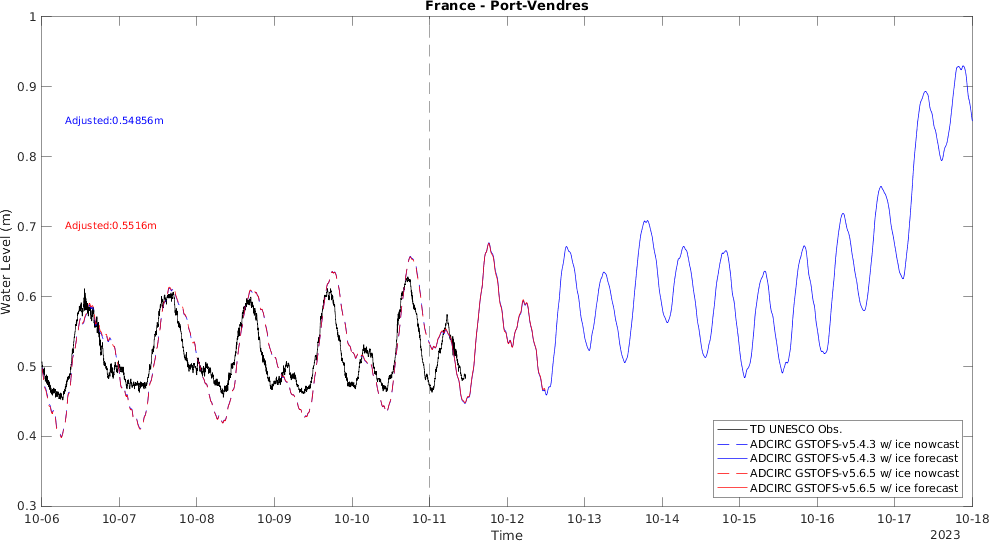 France - Port-Vendres
1
0.9
0.8
0.7
0.6
0.5
0.4
0.3
Water Level (m)
Adjusted:0.54856m
Adjusted:0.5516m
TD UNESCO Obs.
ADCIRC GSTOFS-v5.4.3 w/ ice nowcast
ADCIRC GSTOFS-v5.4.3 w/ ice forecast
ADCIRC GSTOFS-v5.6.5 w/ ice nowcast
ADCIRC GSTOFS-v5.6.5 w/ ice forecast
10-06 10-07 10-08 10-09 10-10 10-11 10-12 10-13 10-14 10-15 10-16 10-17 10-18
Time
2023